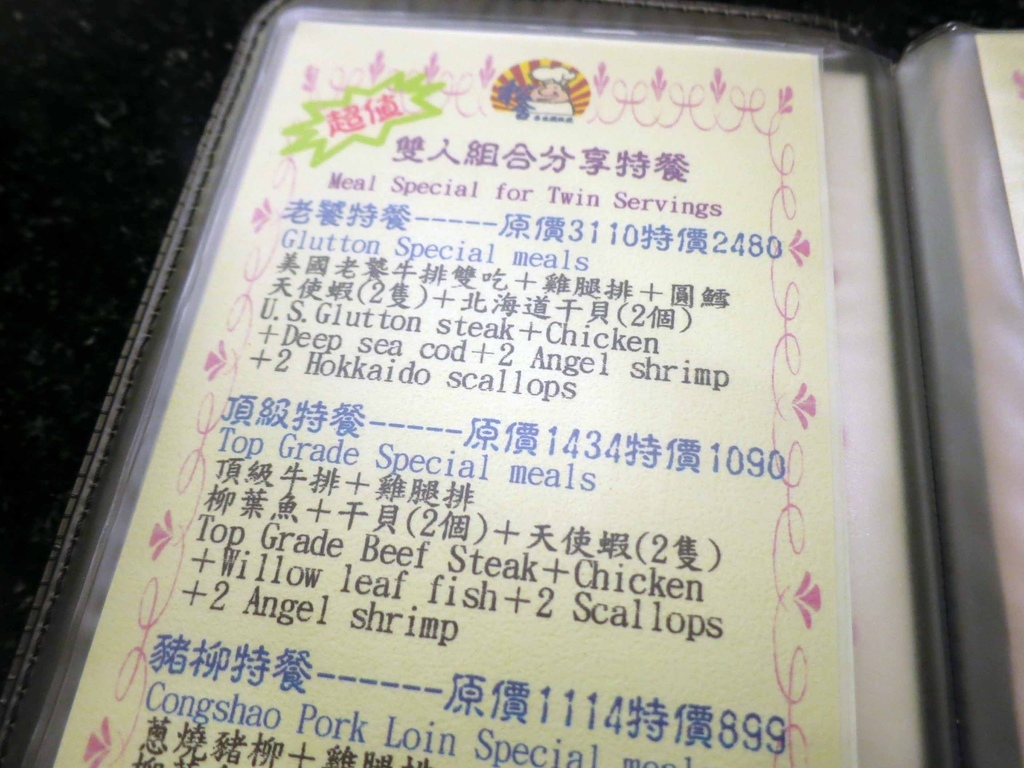 超值
雙人組合分享特餐
Meal Special for Twin Servings
老饕特餐-----原價3110特價2480
Glutton Special meals
美國老饕牛排雙吃+雞腿排+圓鱈
天使蝦(2隻)+北海道干貝(2個)
U.S.Glutton steak+Chicken
+Deep sea cod+2 Angel shrimp
+2 Hokkaido scallops
頂級特餐-----原價1434特價1090
Top Grade Special meals
頂級牛排+雞腿排
柳葉魚+干貝(2個)+天使蝦(2隻)
Top Grade Beef Steak+Chicken
+Willow leaf fish+2 Scallops
+2 Angel shrimp
豬柳特餐------原價1114特價899
Congshao Pork Loin Special
蔥燒豬柳+雞腿排